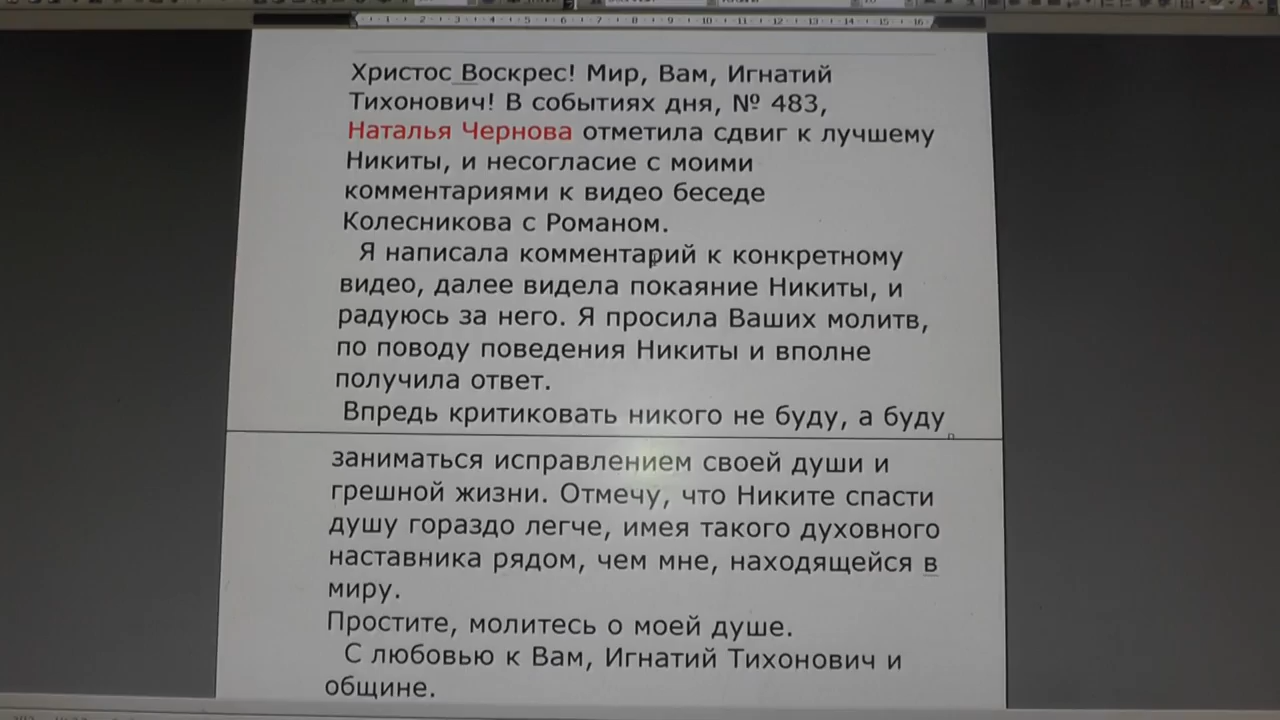 Христос Воскрес! Мир, Вам, Игнатий
Тихонович! В событиях дня, № 483,
Наталья Чернова отметила сдвиг к лучшему
Никиты, и несогласие с моими
комментариями к видео беседе
Колесникова с Романом.
Я написала комментарий к конкретному
видео, далее видела покаяние Никиты, и
радуюсь за него. Я просила Ваших молитв,
по поводу поведения Никиты и вполне
получила ответ.
Впредь критиковать никого не буду, а буду
заниматься исправлением своей души и
грешной жизни. Отмечу, что Никите спасти
душу гораздо легче, имея такого духовного
наставника рядом, чем мне, находящейся в
миру.
Простите, молитесь о моей душе.
С любовью к Вам, Игнатий Тихонович и
общине.